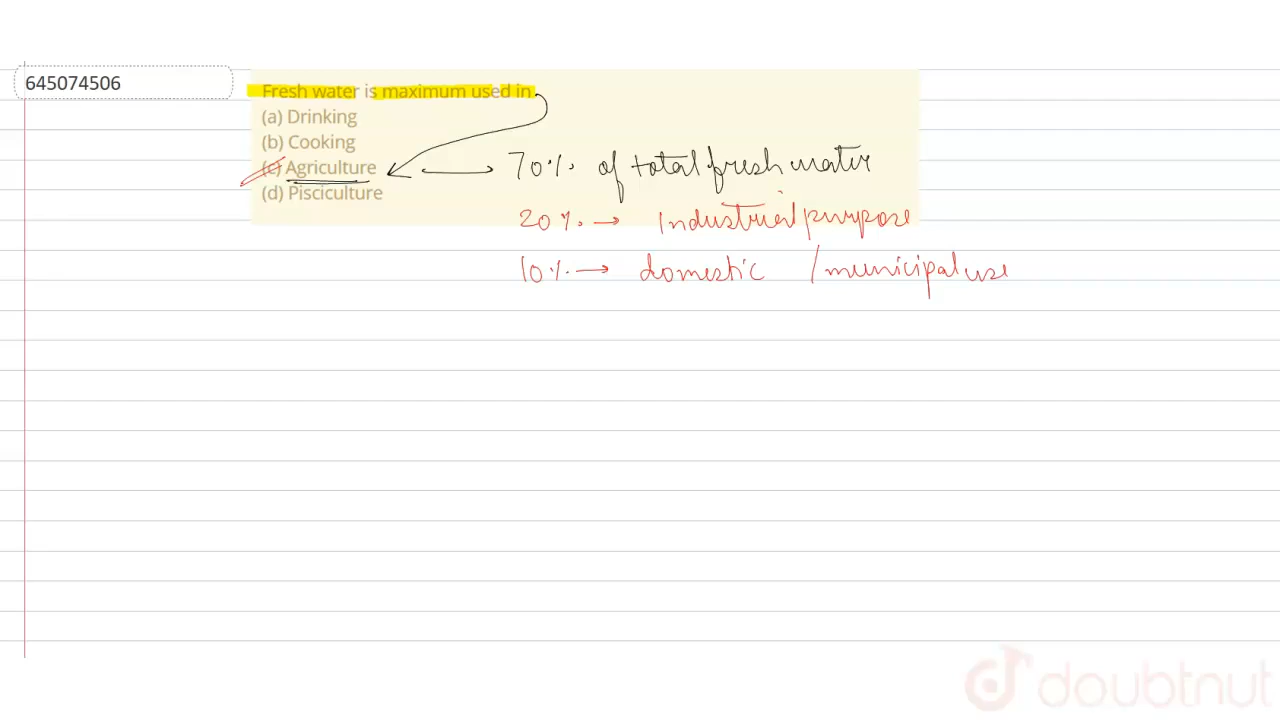 645074506
Fresh water is maximum used in.
(a) Drinking
(b) Cooking
(c) Agriculture
70% of total fresh water
(d) Pisciculture
20% → Industrial purpose
10% → domestic / municipal use
doubtnut